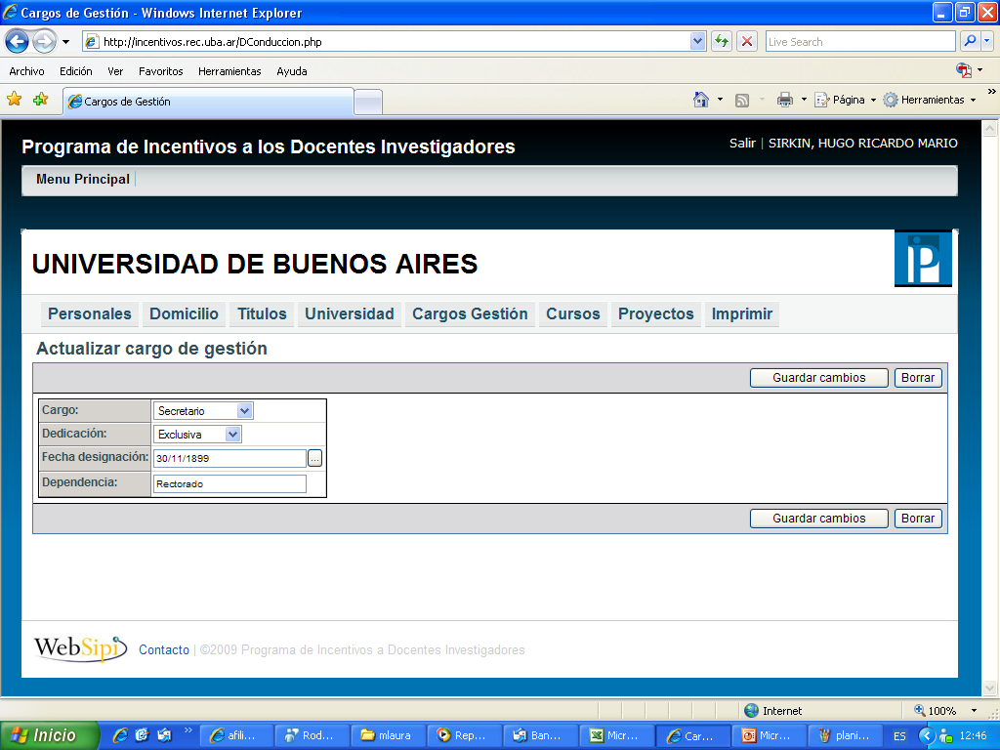 Cargos de Gestión - Windows Internet Explorer
http://incentivos.rec.uba.ar/DConduccion.php
Live Search
Archivo Edición Ver Favoritos Herramientas Ayuda
Cargos de Gestión
Página Herramientas »
Programa de Incentivos a los Docentes Investigadores
Salir | SIRKIN, HUGO RICARDO MARIO
Menu Principal
UNIVERSIDAD DE BUENOS AIRES
iP
Personales Domicilio Titulos Universidad Cargos Gestión Cursos Proyectos Imprimir
Actualizar cargo de gestión
Guardar cambios Borrar
Cargo: Secretario
Dedicación: Exclusiva
Fecha designación: 30/11/1899 ...
Dependencia: Rectorado
Guardar cambios Borrar
WebSipi Contacto | ©2009 Programa de Incentivos a Docentes Investigadores
Internet 100%
Inicio » afili... Rod... mlaura Rep... Ban... Micr... Car... Micr... plani... ES 12:46